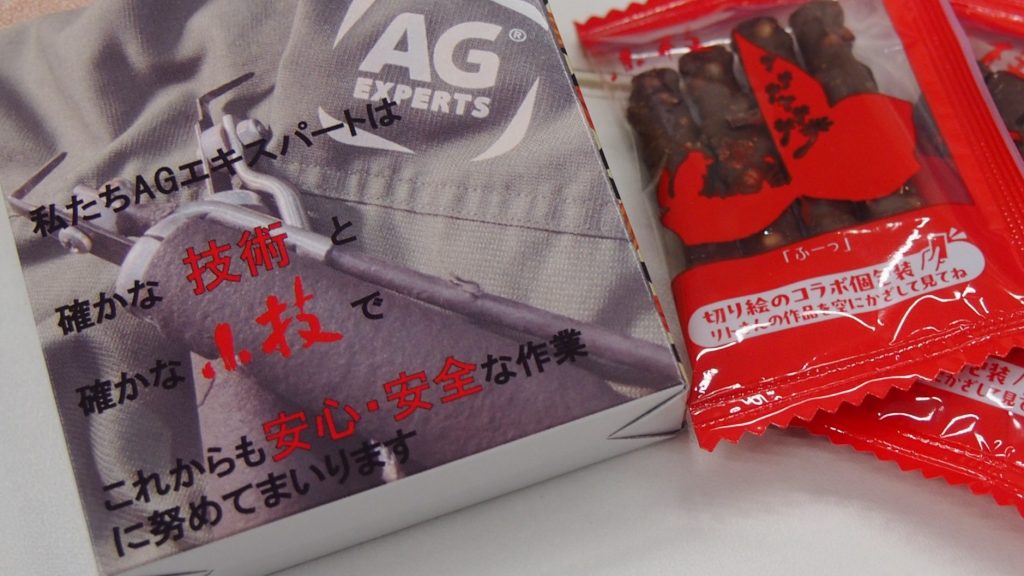 AG®
EXPERTS
私たちAGエキスパートは
確かな技術と
確かな小技で
これからも安心・安全な作業
に努めてまいります
「ふーっ」
切り絵のコラボ個包装
リトの作品を空にかざして見てね